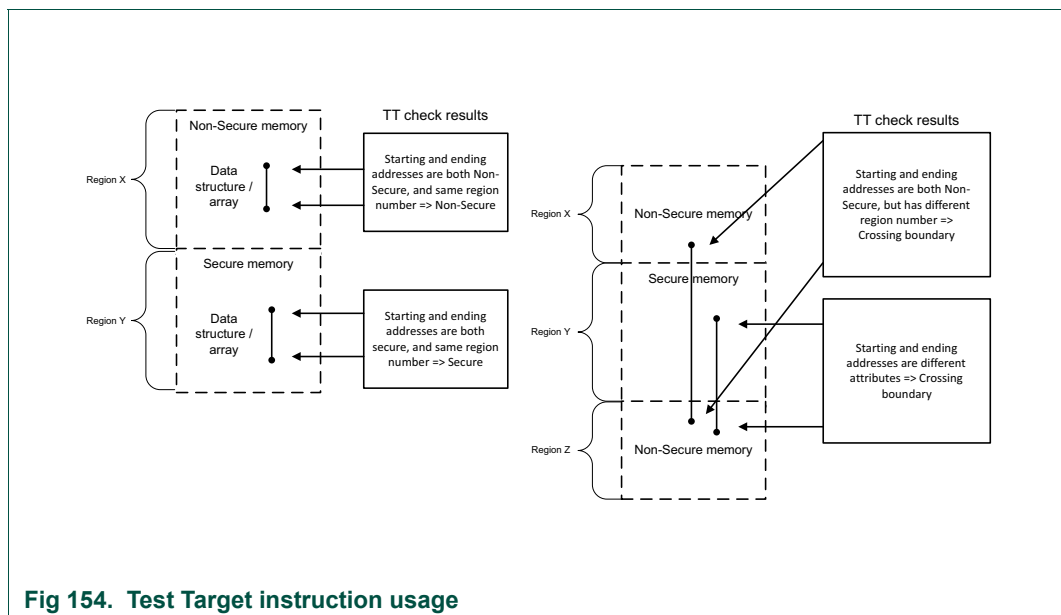 TT check results
Non-Secure memory
Region X
Data
structure /
array
Starting and ending
addresses are both Non-
Secure, and same region
number => Non-Secure
Secure memory
Region Y
Data
structure /
array
Starting and ending
addresses are both
secure, and same region
number => Secure
TT check results
Region X
Non-Secure memory
Starting and ending
addresses are both Non-
Secure, but has different
region number =>
Crossing boundary
Secure memory
Region Y
Starting and ending
addresses are different
attributes => Crossing
boundary
Region Z
Non-Secure memory
Fig 154. Test Target instruction usage